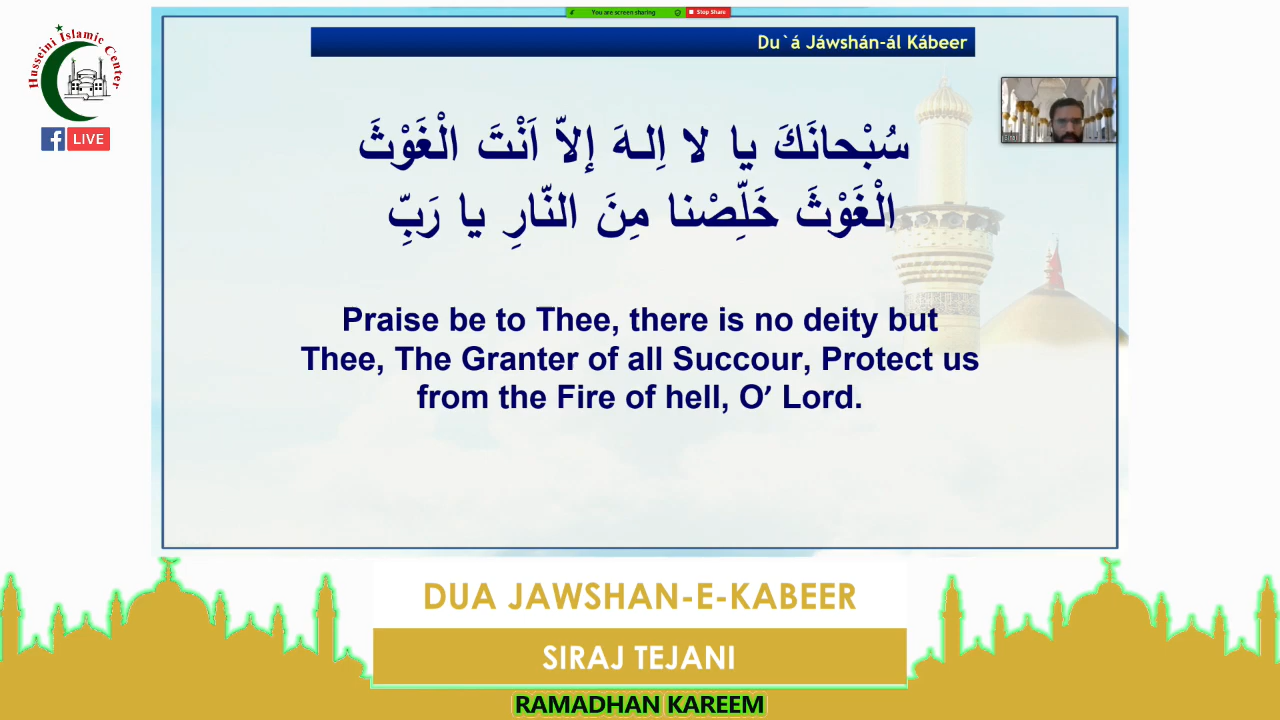 You are screen sharing
Stop Share
Husseini Islamic Center
LIVE
Du`á Jáwshán-ál Kábeer
سُبْحانَكَ يا لا اِلـهَ إلاّ اَنْتَ الْغَوْثَ
الْغَوْثَ خَلِّصْنا مِنَ النّارِ يا رَبِّ
Praise be to Thee, there is no deity but
Thee, The Granter of all Succour, Protect us
from the Fire of hell, O’ Lord.
DUA JAWSHAN-E-KABEER
SIRAJ TEJANI
RAMADHAN KAREEM